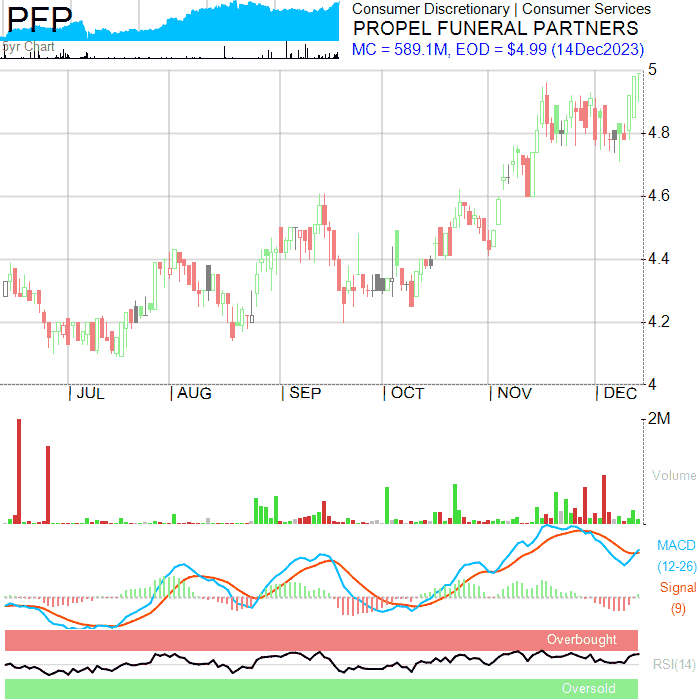 PFP
5yr Chart
Consumer Discretionary | Consumer Services
PROPEL FUNERAL PARTNERS
MC = 589.1M, EOD = $4.99 (14Dec2023)
5
4.8
4.6
4.4
4.2
4
| JUL | AUG | SEP | OCT | NOV | DEC
2M
Volume
MACD
(12-26)
Signal
(9)
Overbought
RSI(14)
Oversold